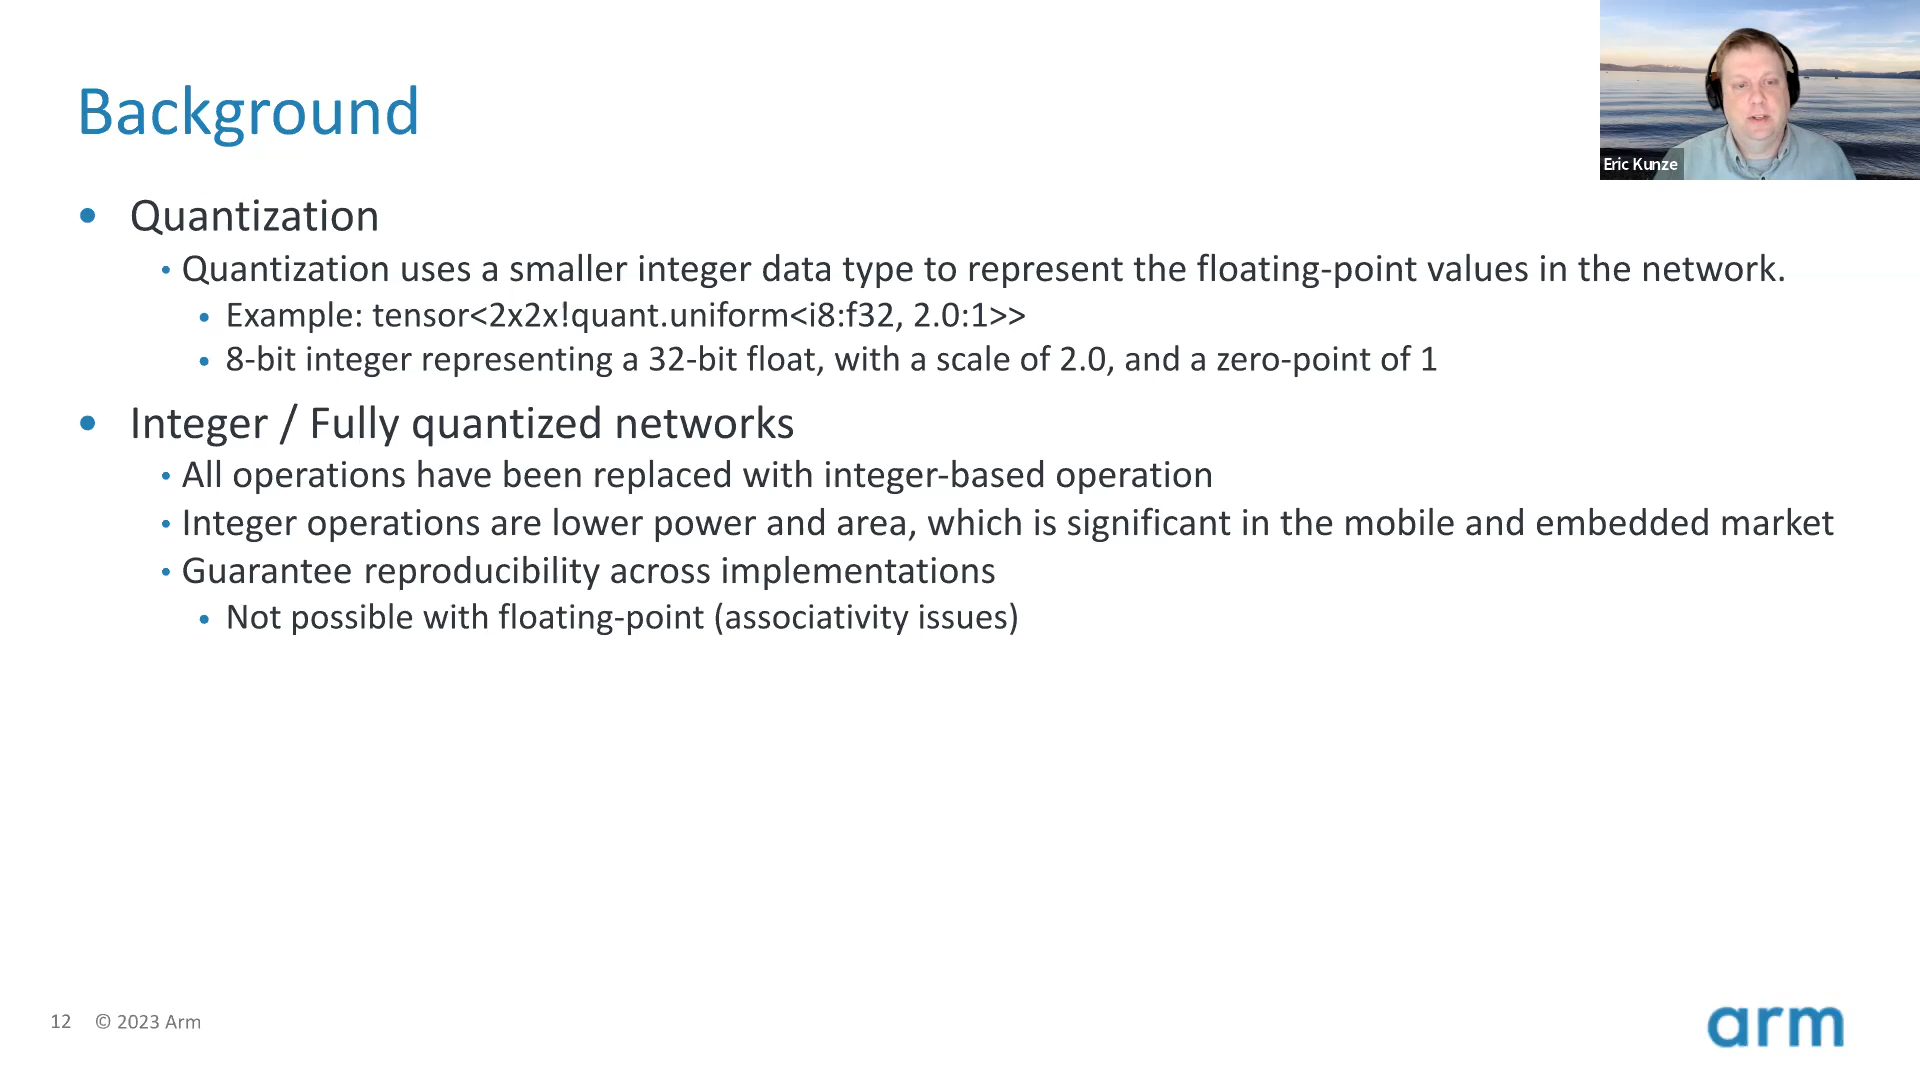 Background
Eric Kunze
• Quantization
• Quantization uses a smaller integer data type to represent the floating-point values in the network.
• Example: tensor<2x2x!quant.uniform<i8:f32, 2.0:1>>
• 8-bit integer representing a 32-bit float, with a scale of 2.0, and a zero-point of 1
• Integer / Fully quantized networks
• All operations have been replaced with integer-based operation
• Integer operations are lower power and area, which is significant in the mobile and embedded market
• Guarantee reproducibility across implementations
• Not possible with floating-point (associativity issues)
12 © 2023 Arm
arm